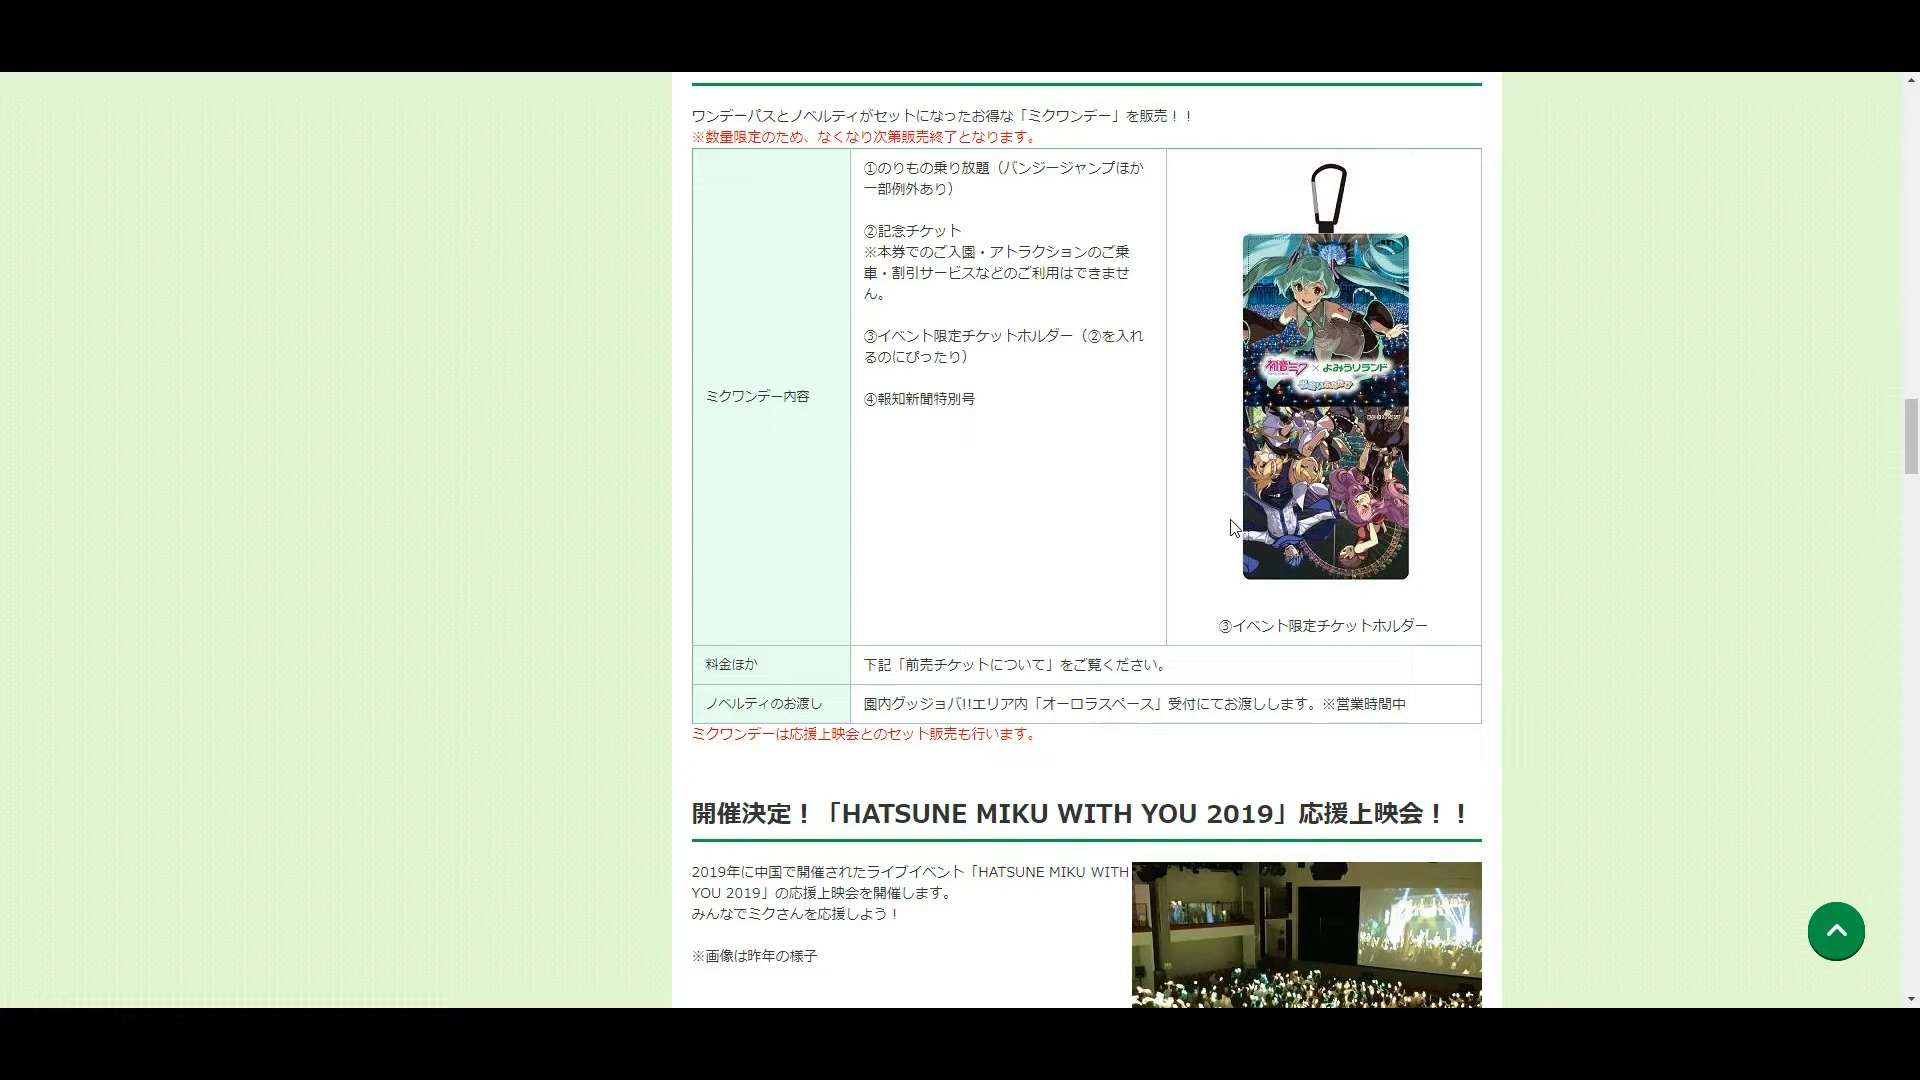 ワンデーパスとノベルティがセットになったお得な「ミクワンデー」を販売！！
※数量限定のため、なくなり次第販売終了となります。
ミクワンデー内容
①のりもの乗り放題（バンジージャンプほか
一部例外あり）
②記念チケット
※本券でのご入園・アトラクションのご乗
車・割引サービスなどのご利用はできませ
ん。
③イベント限定チケットホルダー（②を入れ
るのにぴったり）
④報知新聞特別号
初音ミク×よみうりランド
③イベント限定チケットホルダー
料金ほか
下記「前売チケットについて」をご覧ください。
ノベルティのお渡し
園内グッジョバ!!エリア内「オーロラスペース」受付にてお渡しします。※営業時間中
ミクワンデーは応援上映会とのセット販売も行います。
開催決定！「HATSUNE MIKU WITH YOU 2019」応援上映会！！
2019年に中国で開催されたライブイベント「HATSUNE MIKU WITH
YOU 2019」の応援上映会を開催します。
みんなでミクさんを応援しよう！
※画像は昨年の様子